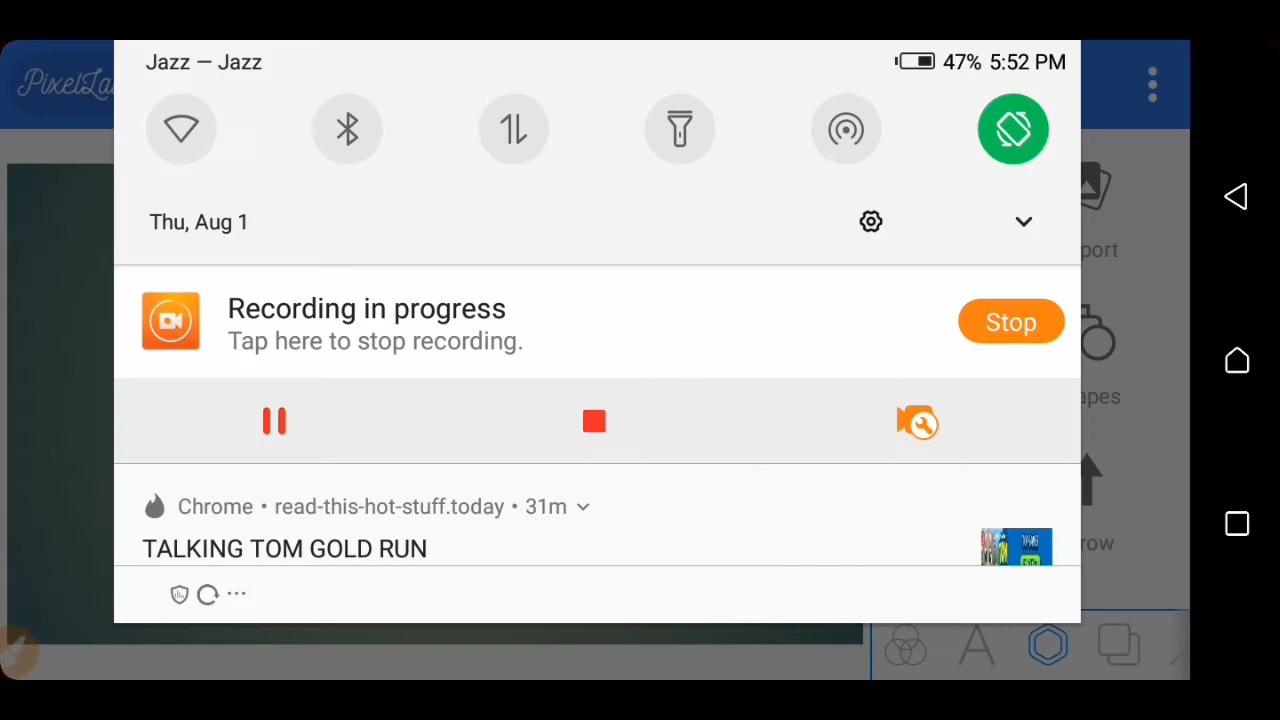 Jazz — Jazz
47% 5:52 PM
PixelLa
Thu, Aug 1
Recording in progress
Tap here to stop recording.
Stop
port
apes
Chrome • read-this-hot-stuff.today • 31m
TALKING TOM GOLD RUN
row
A